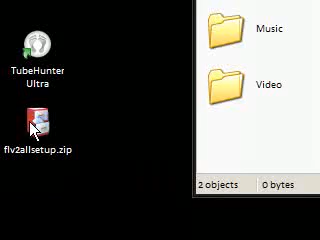 TubeHunter
Ultra
flv2allsetup.zip
Music
Video
2 objects
0 bytes